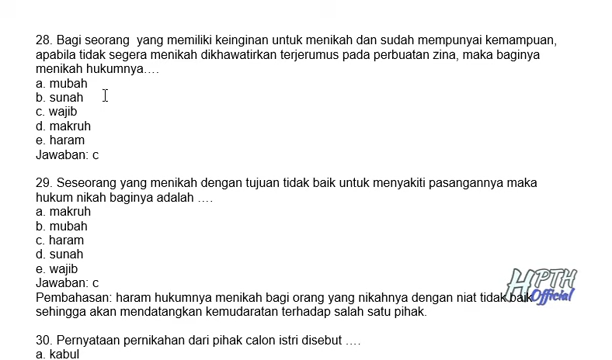 28. Bagi seorang yang memiliki keinginan untuk menikah dan sudah mempunyai kemampuan,
apabila tidak segera menikah dikhawatirkan terjerumus pada perbuatan zina, maka baginya
menikah hukumnya….
a. mubah
b. sunah
c. wajib
d. makruh
e. haram
Jawaban: c
29. Seseorang yang menikah dengan tujuan tidak baik untuk menyakiti pasangannya maka
hukum nikah baginya adalah ….
a. makruh
b. mubah
c. haram
d. sunah
e. wajib
Jawaban: c
Pembahasan: haram hukumnya menikah bagi orang yang nikahnya dengan niat tidak baik
sehingga akan mendatangkan kemudaratan terhadap salah satu pihak.
HPTH
Official
30. Pernyataan pernikahan dari pihak calon istri disebut ….
a. kabul